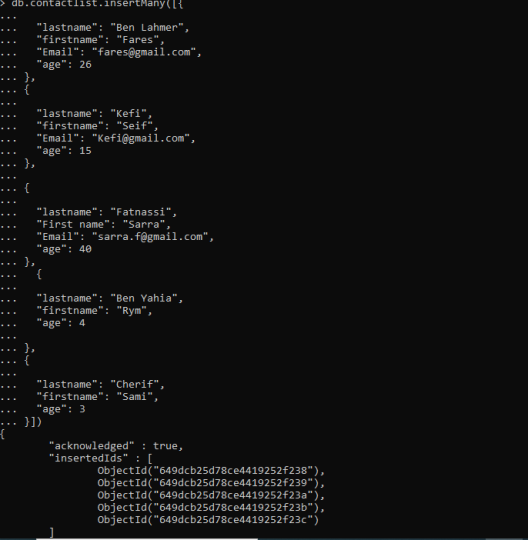 > db.contactlist.insertMany([{
...
...   "lastname": "Ben Lahmer",
...   "firstname": "Fares",
...   "Email": "fares@gmail.com",
...   "age": 26
... },
... {
...
...   "lastname": "Kefi",
...   "firstname": "Seif",
...   "Email": "Kefi@gmail.com",
...   "age": 15
... },
...
... {
...
...   "lastname": "Fatnassi",
...   "First name": "Sarra",
...   "Email": "sarra.f@gmail.com",
...   "age": 40
... },
...   {
...
...   "lastname": "Ben Yahia",
...   "firstname": "Rym",
...   "age": 4
...
... },
... {
...
...   "lastname": "Cherif",
...   "firstname": "Sami",
...   "age": 3
... }])
{
        "acknowledged" : true,
        "insertedIds" : [
                ObjectId("649dcb25d78ce4419252f238"),
                ObjectId("649dcb25d78ce4419252f239"),
                ObjectId("649dcb25d78ce4419252f23a"),
                ObjectId("649dcb25d78ce4419252f23b"),
                ObjectId("649dcb25d78ce4419252f23c")
        ]